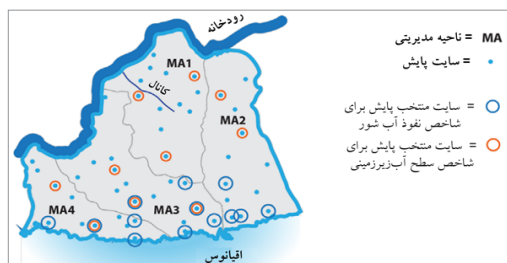 رودخانه
MA = ناحیه مدیریتی
= سایت پایش
= سایت منتخب پایش برای
شاخص نفوذ آب شور
= سایت منتخب پایش برای
شاخص سطح آب‌زیرزمینی
MA1
کانال
MA2
MA3
MA4
اقیانوس